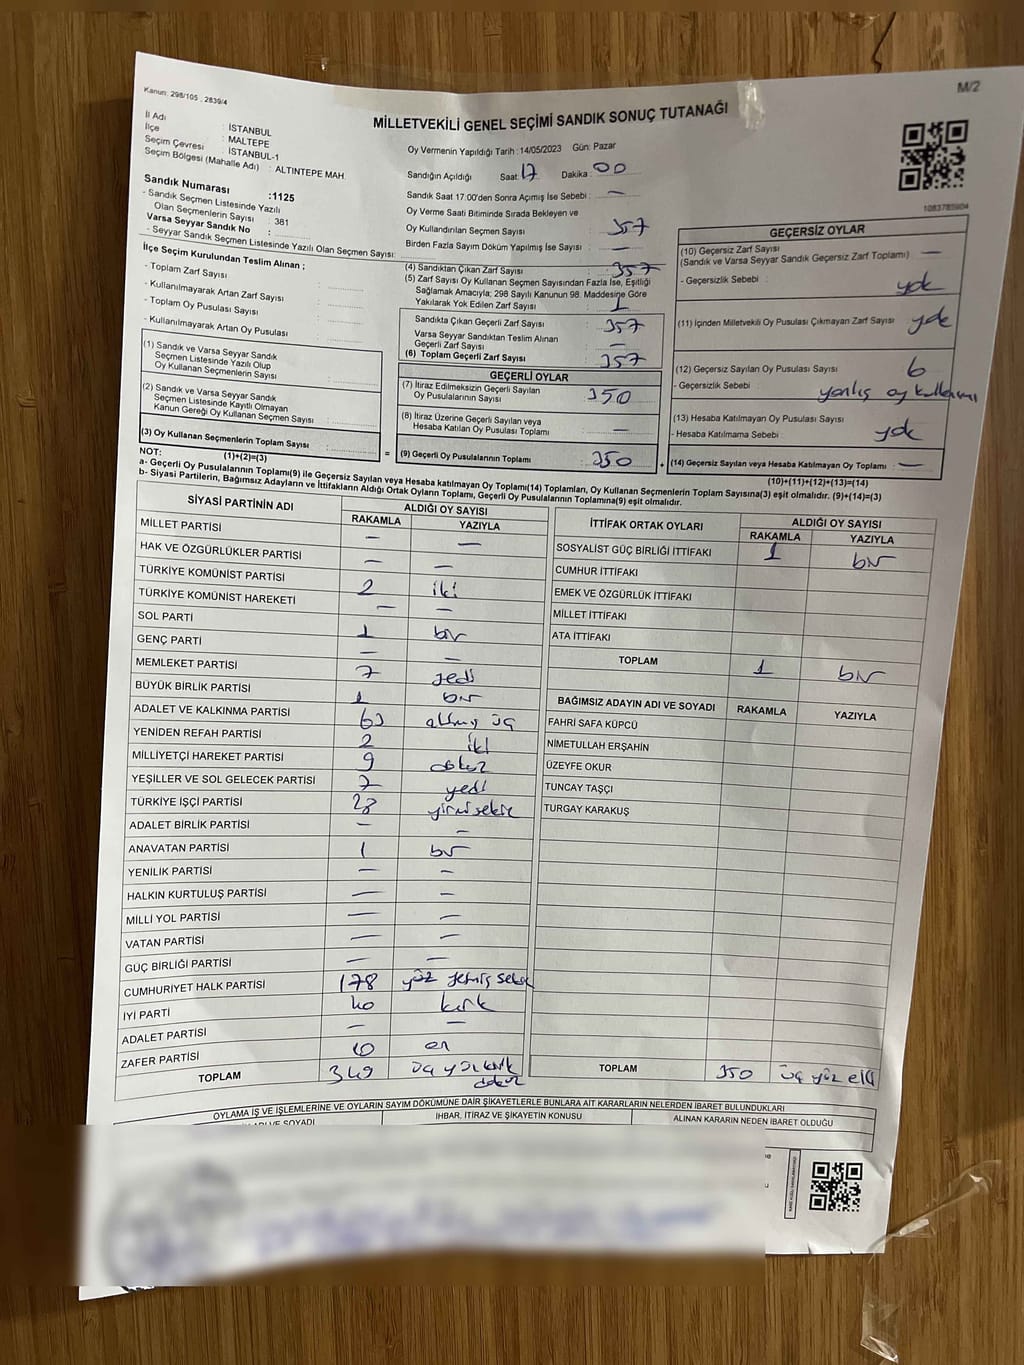 Kanun: 298/105 , 2839/4
M/2
MİLLETVEKİLİ GENEL SEÇİMİ SANDIK SONUÇ TUTANAĞI
İl Adı : İSTANBUL
İlçe : MALTEPE
Seçim Çevresi : İSTANBUL-1
Seçim Bölgesi (Mahalle Adı) : ALTINTEPE MAH.
Oy Vermenin Yapıldığı Tarih : 14/05/2023 Gün: Pazar
Sandığın Açıldığı Saat: 17 Dakika: 00
Sandık Saat 17.00'den Sonra Açılmış İse Sebebi : —
Oy Verme Saati Bitiminde Sırada Bekleyen ve
Oy Kullandırılan Seçmen Sayısı : 357
Birden Fazla Sayım Döküm Yapılmış İse Sayısı : —
1083785904
Sandık Numarası :1125
- Sandık Seçmen Listesinde Yazılı
Olan Seçmenlerin Sayısı : 381
Varsa Seyyar Sandık No :
- Seyyar Sandık Seçmen Listesinde Yazılı Olan Seçmen Sayısı:
İlçe Seçim Kurulundan Teslim Alınan ;
- Toplam Zarf Sayısı :
- Kullanılmayarak Artan Zarf Sayısı :
- Toplam Oy Pusulası Sayısı :
- Kullanılmayarak Artan Oy Pusulası :
(1) Sandık ve Varsa Seyyar Sandık
Seçmen Listesinde Yazılı Olup
Oy Kullanan Seçmenlerin Sayısı :
(2) Sandık ve Varsa Seyyar Sandık
Seçmen Listesinde Kayıtlı Olmayan
Kanun Gereği Oy Kullanan Seçmen Sayısı :
(3) Oy Kullanan Seçmenlerin Toplam Sayısı :
(1)+(2)=(3)
=
(4) Sandıktan Çıkan Zarf Sayısı : 357
(5) Zarf Sayısı Oy Kullanan Seçmen Sayısından Fazla İse, Eşitliği
Sağlamak Amacıyla; 298 Sayılı Kanunun 98. Maddesine Göre
Yakılarak Yok Edilen Zarf Sayısı : 1
Sandıkta Çıkan Geçerli Zarf Sayısı : 357
Varsa Seyyar Sandıktan Teslim Alınan
Geçerli Zarf Sayısı : —
(6) Toplam Geçerli Zarf Sayısı : 357
GEÇERLİ OYLAR
(7) İtiraz Edilmeksizin Geçerli Sayılan
Oy Pusulalarının Sayısı : 350
(8) İtiraz Üzerine Geçerli Sayılan veya
Hesaba Katılan Oy Pusulası Toplamı : —
(9) Geçerli Oy Pusulalarının Toplamı : 350
+
GEÇERSİZ OYLAR
(10) Geçersiz Zarf Sayısı
(Sandık ve Varsa Seyyar Sandık Geçersiz Zarf Toplamı) : —
- Geçersizlik Sebebi : yok
(11) İçinden Milletvekili Oy Pusulası Çıkmayan Zarf Sayısı : yok
(12) Geçersiz Sayılan Oy Pusulası Sayısı : 6
- Geçersizlik Sebebi : yanlış oy kullanımı
(13) Hesaba Katılmayan Oy Pusulası Sayısı :
- Hesaba Katılmama Sebebi : yok
(14) Geçersiz Sayılan veya Hesaba Katılmayan Oy Toplamı : —
(10)+(11)+(12)+(13)=(14)
NOT:
a- Geçerli Oy Pusulalarının Toplamı(9) ile Geçersiz Sayılan veya Hesaba katılmayan Oy Toplamı(14) Toplamları, Oy Kullanan Seçmenlerin Toplam Sayısına(3) eşit olmalıdır. (9)+(14)=(3)
b- Siyasi Partilerin, Bağımsız Adayların ve İttifakların Aldığı Ortak Oyların Toplamı, Geçerli Oy Pusulalarının Toplamına(9) eşit olmalıdır.
SİYASİ PARTİNİN ADI ALDIĞI OY SAYISI
RAKAMLA YAZIYLA
MİLLET PARTİSİ — —
HAK VE ÖZGÜRLÜKLER PARTİSİ — —
TÜRKİYE KOMÜNİST PARTİSİ 2 iki
TÜRKİYE KOMÜNİST HAREKETİ — —
SOL PARTİ 1 bir
GENÇ PARTİ — —
MEMLEKET PARTİSİ 7 yedi
BÜYÜK BİRLİK PARTİSİ 1 bir
ADALET VE KALKINMA PARTİSİ 63 altmış üç
YENİDEN REFAH PARTİSİ 2 iki
MİLLİYETÇİ HAREKET PARTİSİ 9 dokuz
YEŞİLLER VE SOL GELECEK PARTİSİ 7 yedi
TÜRKİYE İŞÇİ PARTİSİ 28 yirmi sekiz
ADALET BİRLİK PARTİSİ — —
ANAVATAN PARTİSİ 1 bir
YENİLİK PARTİSİ — —
HALKIN KURTULUŞ PARTİSİ — —
MİLLİ YOL PARTİSİ — —
VATAN PARTİSİ — —
GÜÇ BİRLİĞİ PARTİSİ — —
CUMHURİYET HALK PARTİSİ 178 yüz yetmiş sekiz
İYİ PARTİ 40 kırk
ADALET PARTİSİ — —
ZAFER PARTİSİ 10 on
TOPLAM 349 üç yüz kırk dokuz
İTTİFAK ORTAK OYLARI ALDIĞI OY SAYISI
RAKAMLA YAZIYLA
SOSYALİST GÜÇ BİRLİĞİ İTTİFAKI 1 bir
CUMHUR İTTİFAKI
EMEK VE ÖZGÜRLÜK İTTİFAKI
MİLLET İTTİFAKI
ATA İTTİFAKI
TOPLAM 1 bir
BAĞIMSIZ ADAYIN ADI VE SOYADI RAKAMLA YAZIYLA
FAHRİ SAFA KÜPCÜ
NİMETULLAH ERŞAHİN
ÜZEYFE OKUR
TUNCAY TAŞÇI
TURGAY KARAKUŞ
TOPLAM 350 üç yüz elli
OYLAMA İŞ VE İŞLEMLERİNE VE OYLARIN SAYIM DÖKÜMÜNE DAİR ŞİKAYETLERLE BUNLARA AİT KARARLARIN NELERDEN İBARET BULUNDUKLARI
VE SOYADI İHBAR, İTİRAZ VE ŞİKAYETİN KONUSU ALINAN KARARIN NEDEN İBARET OLDUĞU